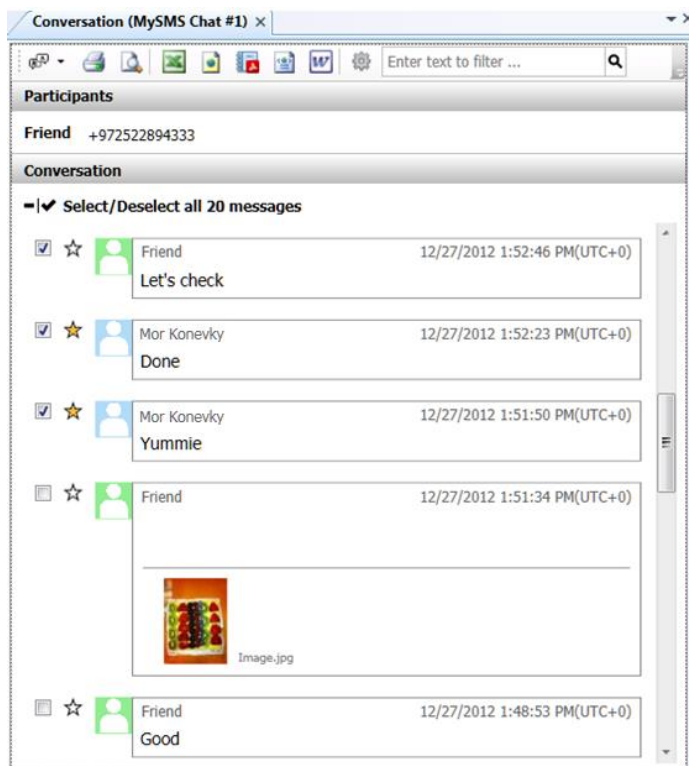 Conversation (MySMS Chat #1)
Enter text to filter ...
Participants
Friend +972522894333
Conversation
Select/Deselect all 20 messages
Friend 12/27/2012 1:52:46 PM(UTC+0)
Let's check
Mor Konevky 12/27/2012 1:52:23 PM(UTC+0)
Done
Mor Konevky 12/27/2012 1:51:50 PM(UTC+0)
Yummie
Friend 12/27/2012 1:51:34 PM(UTC+0)
Image.jpg
Friend 12/27/2012 1:48:53 PM(UTC+0)
Good